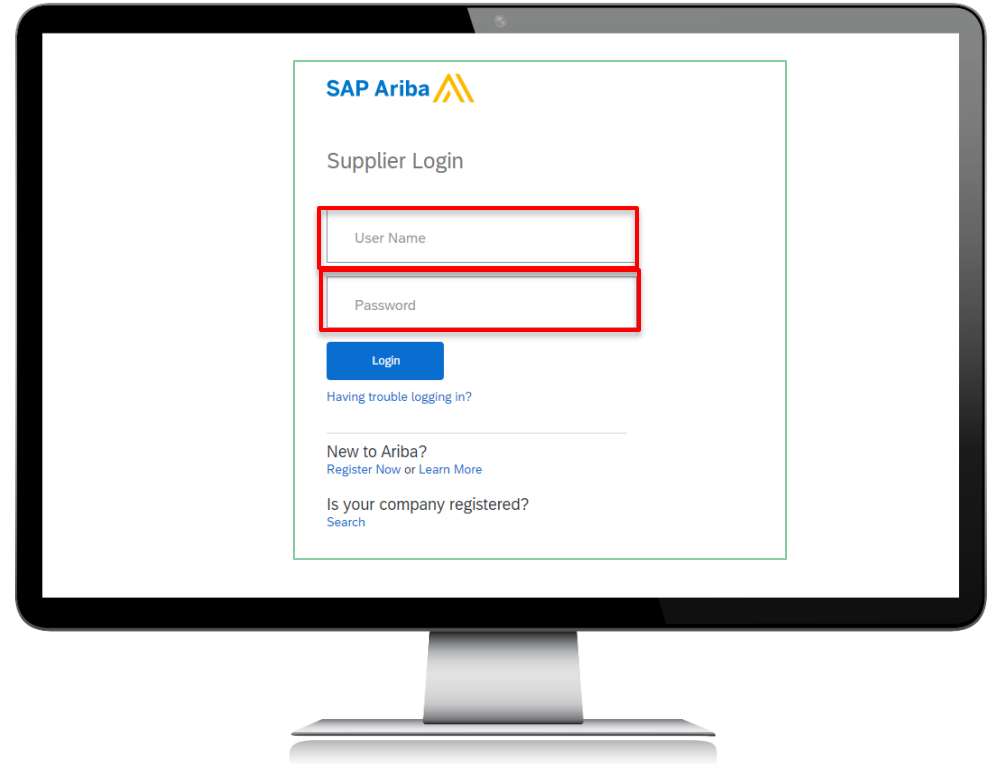 SAP Ariba
Supplier Login
User Name
Password
Login
Having trouble logging in?
New to Ariba?
Register Now or Learn More
Is your company registered?
Search